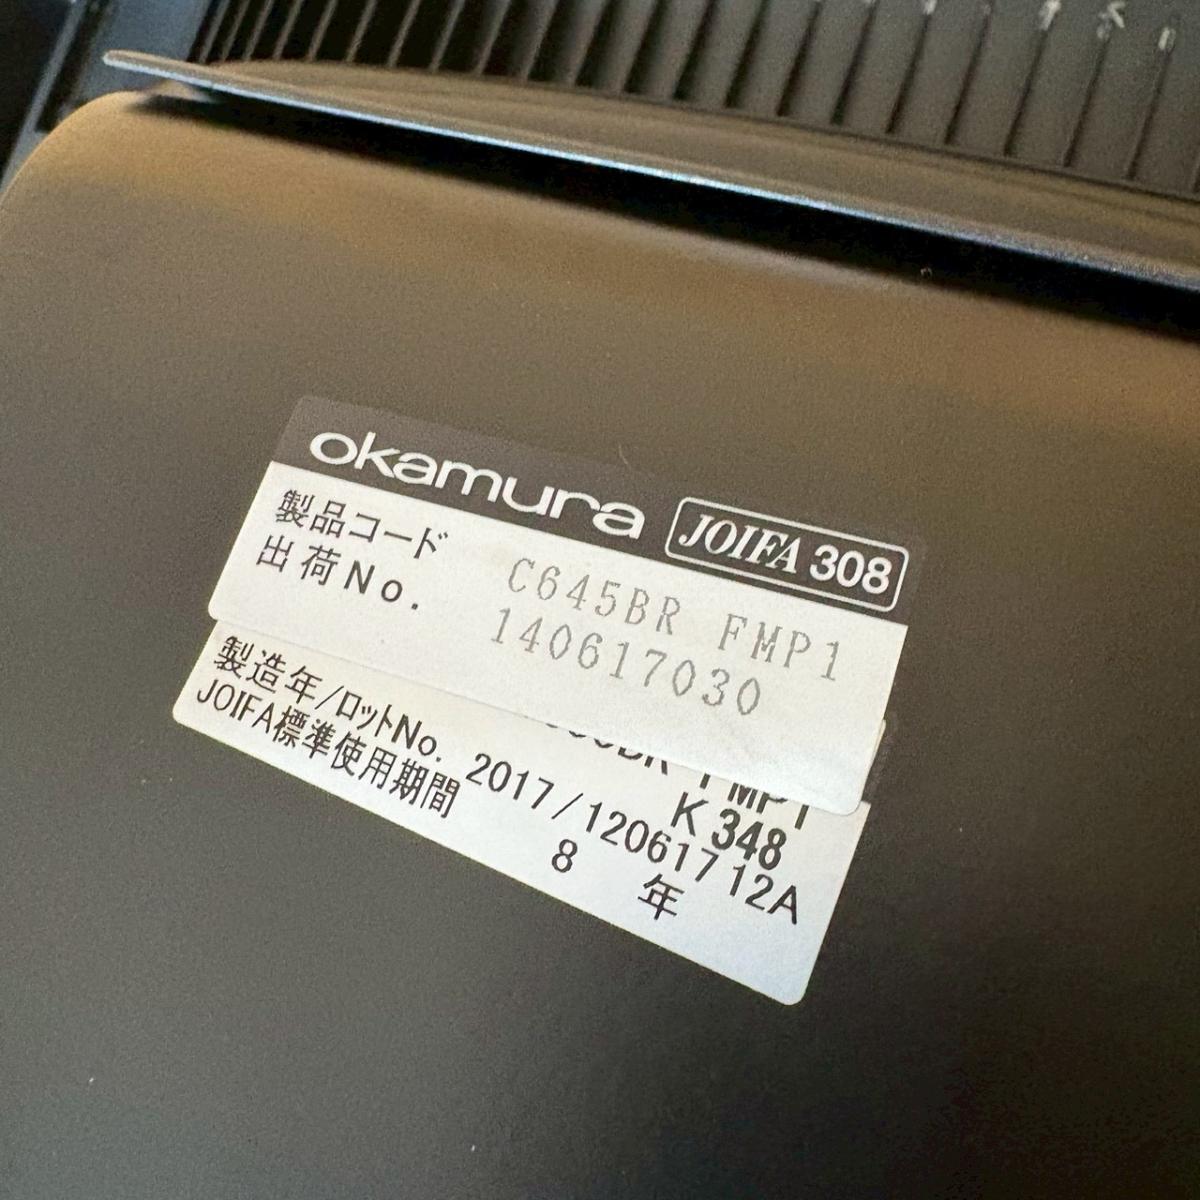 okamura JOIFA 308
製品コード C645BR FMP1
出荷No. 140617030
K 348
製造年/ロットNo. 2017/12061712A
JOIFA標準使用期間 8 年